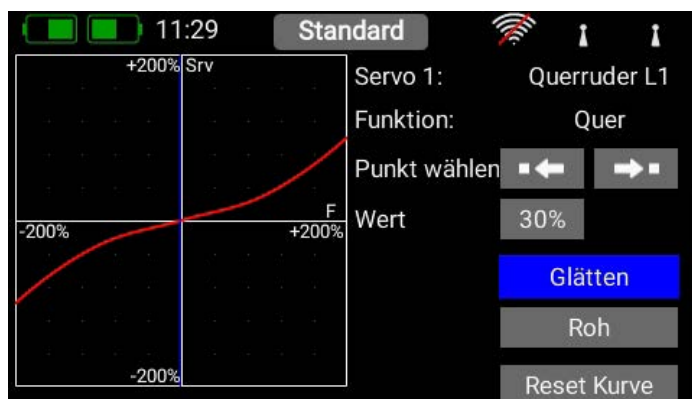 11:29 Standard
+200% Srv
Servo 1: Querruder L1
Funktion: Quer
Punkt wählen
F
-200% +200%
Wert 30%
Glätten
Roh
-200%
Reset Kurve